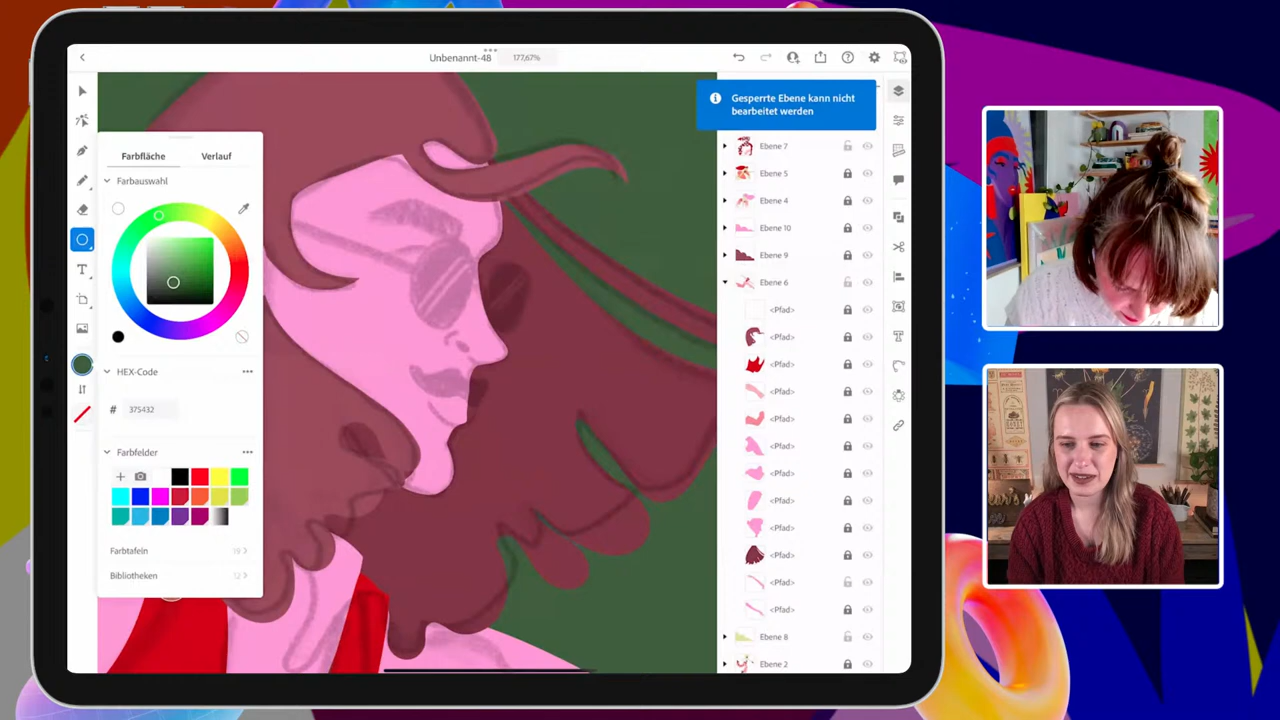 Unbenannt-48
177,67%
Gesperrte Ebene kann nicht
bearbeitet werden
Farbfläche
Verlauf
Farbauswahl
HEX-Code
# 375432
Farbfelder
Farbtafeln
Bibliotheken
Ebene 7
Ebene 5
Ebene 4
Ebene 10
Ebene 9
Ebene 6
<Pfad>
<Pfad>
<Pfad>
<Pfad>
<Pfad>
<Pfad>
<Pfad>
<Pfad>
<Pfad>
<Pfad>
<Pfad>
<Pfad>
Ebene 8
Ebene 2